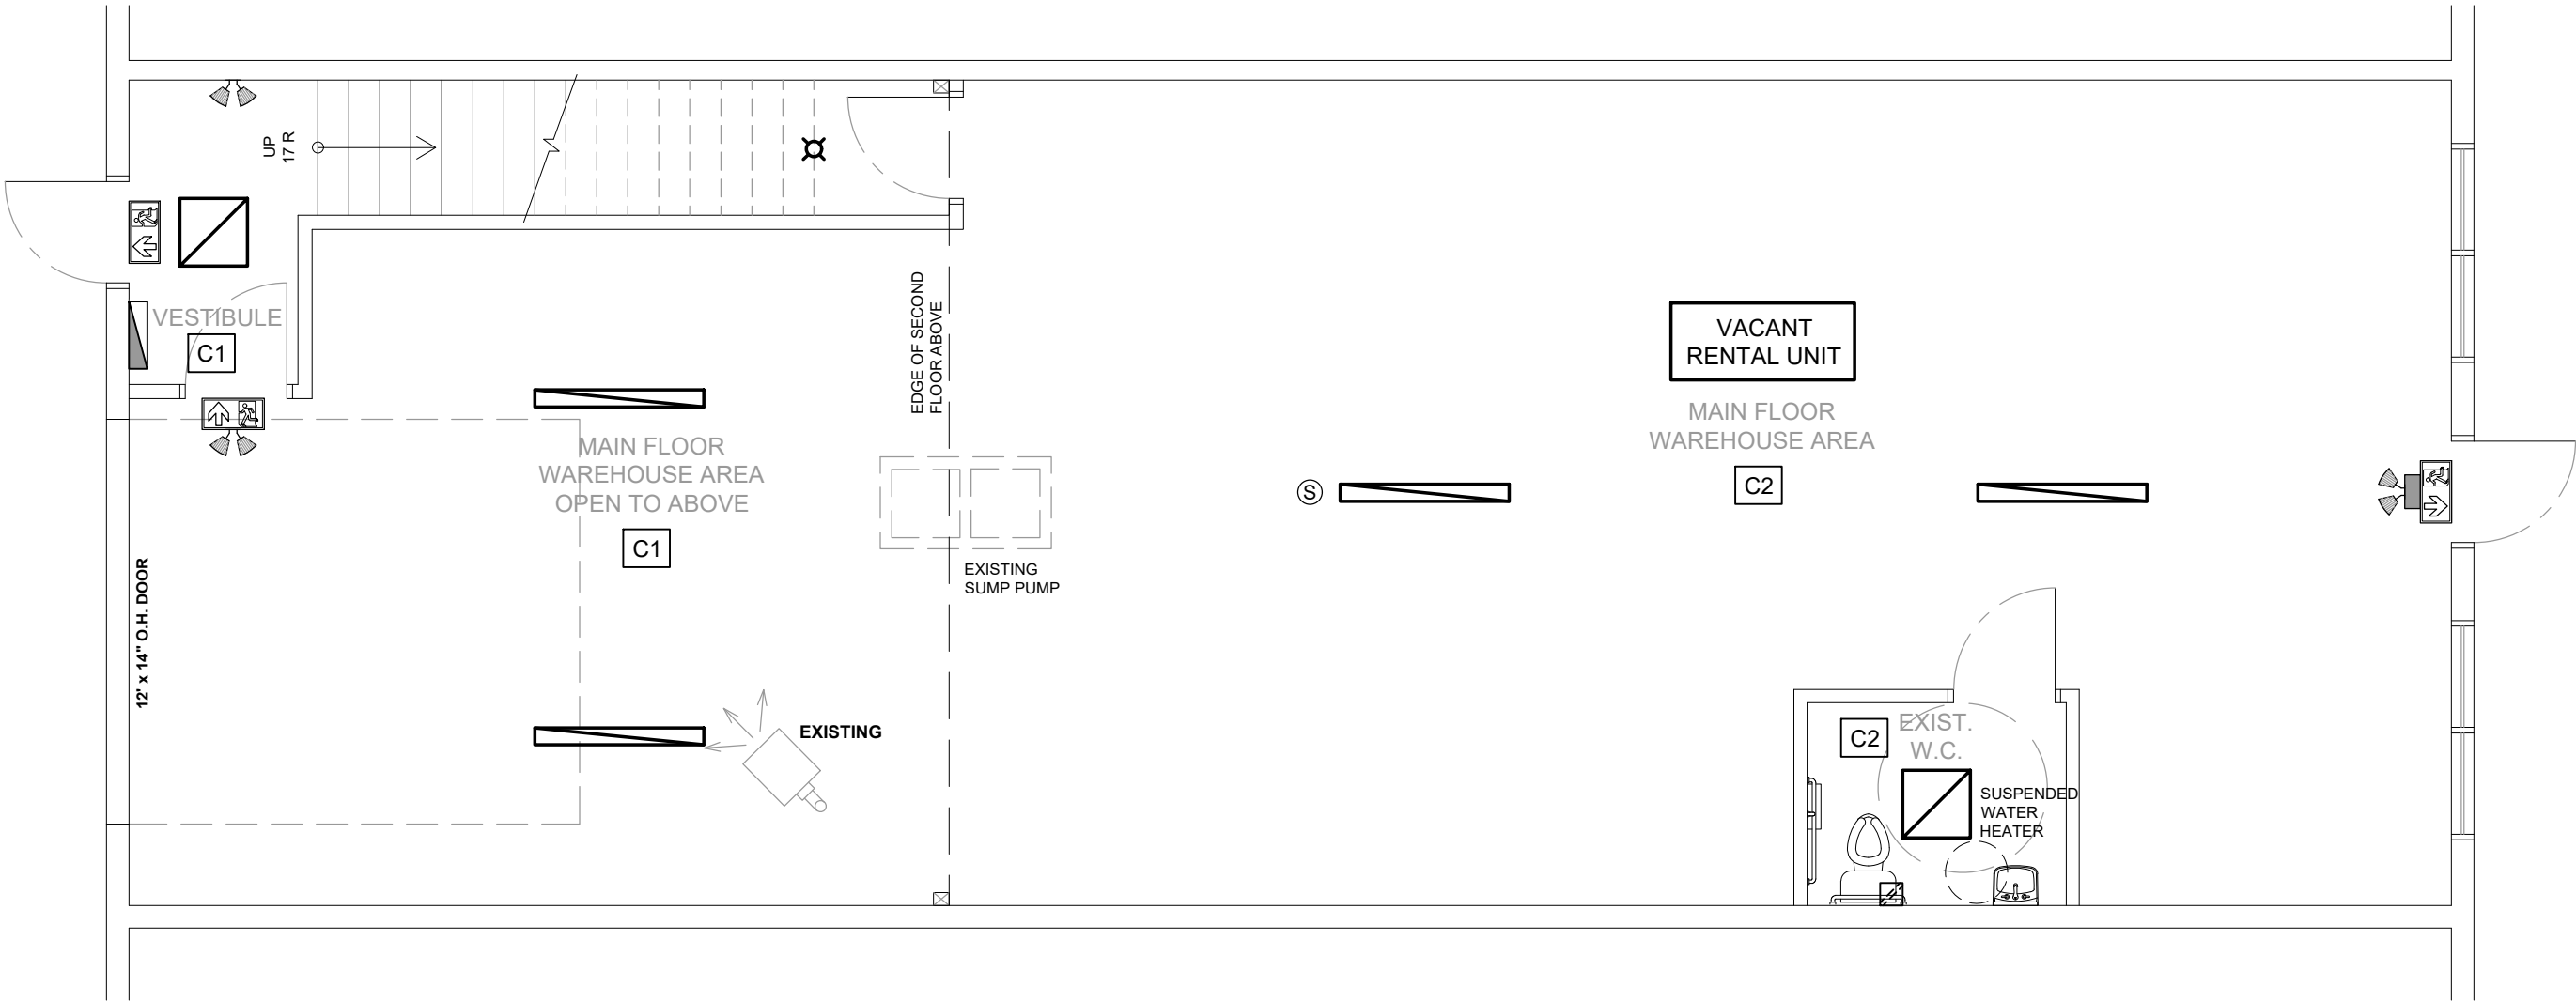 UP
17 R
VESTIBULE
C1
EDGE OF SECOND
FLOOR ABOVE
VACANT
RENTAL UNIT
MAIN FLOOR
WAREHOUSE AREA
C2
MAIN FLOOR
WAREHOUSE AREA
OPEN TO ABOVE
C1
S
EXISTING
SUMP PUMP
12' x 14" O.H. DOOR
EXISTING
C2
EXIST.
W.C.
SUSPENDED
WATER
HEATER